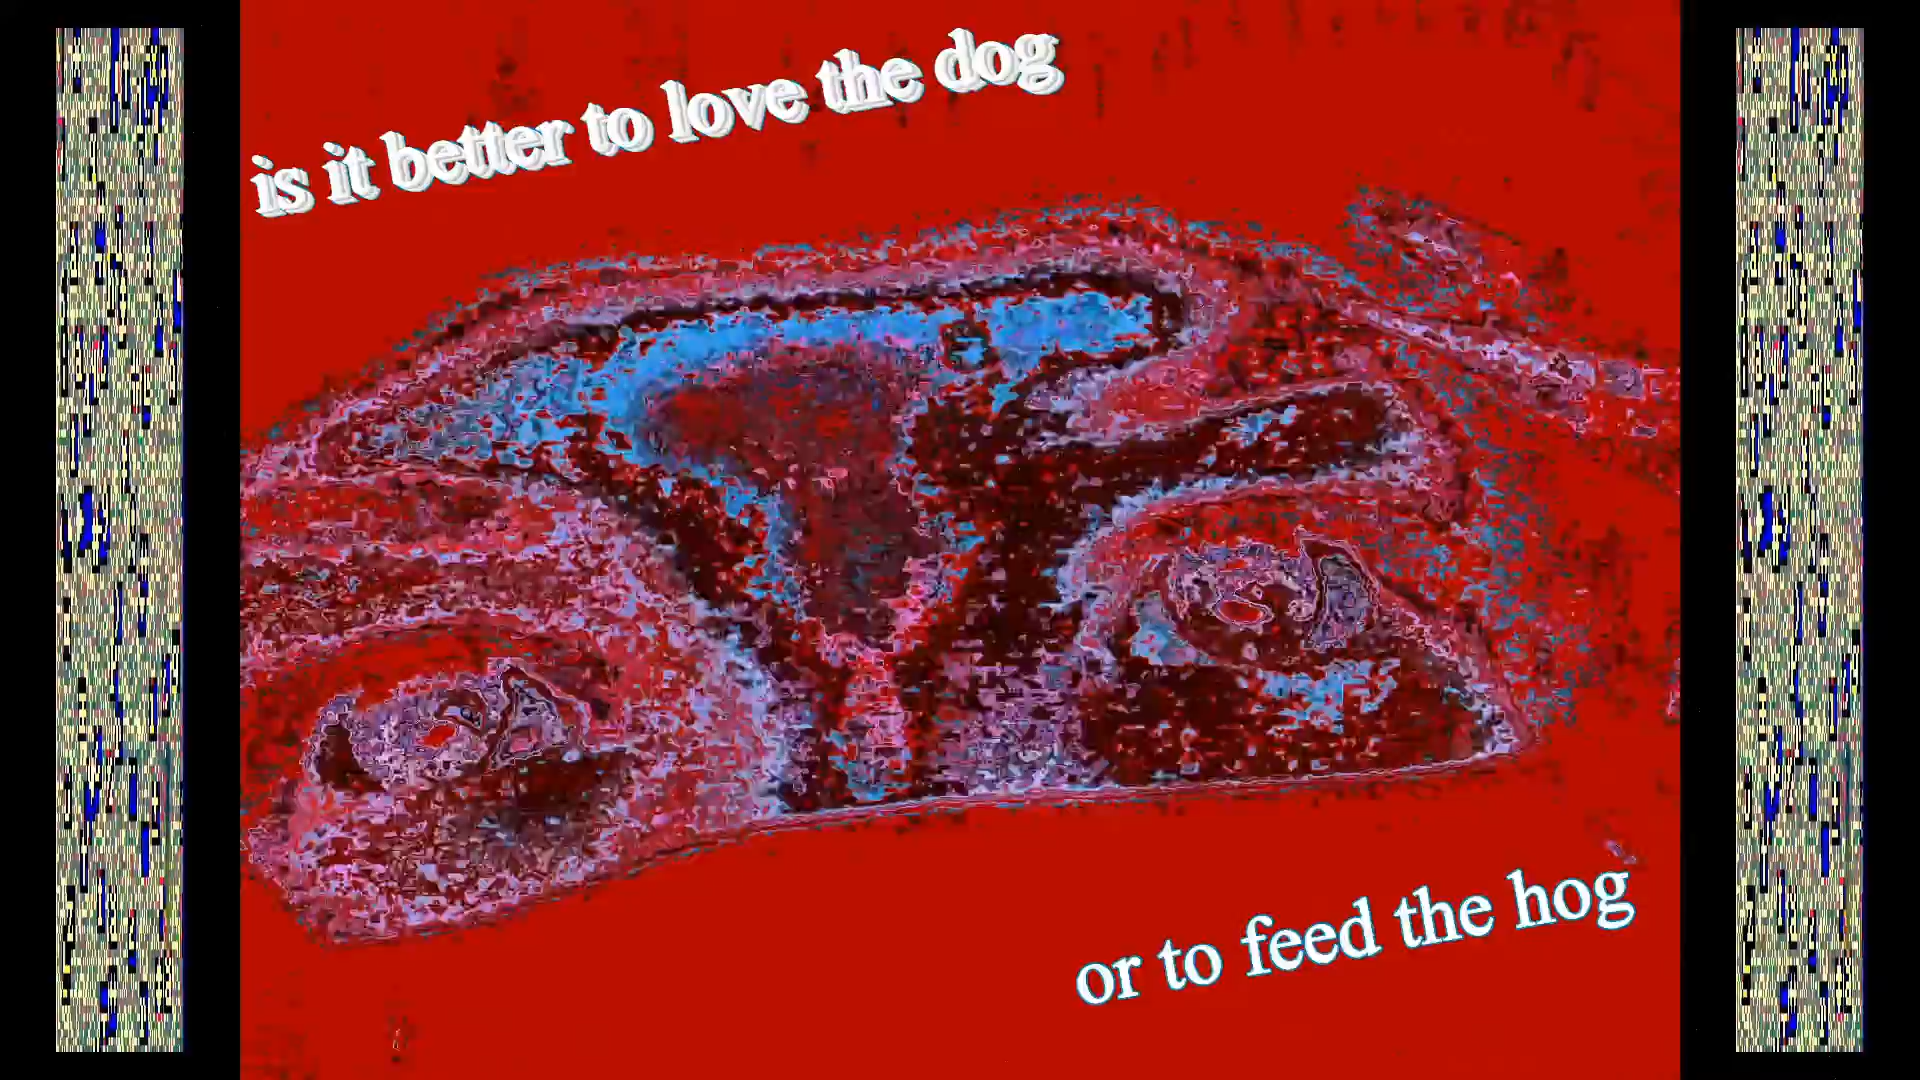 is it better to love the dog
or to feed the hog